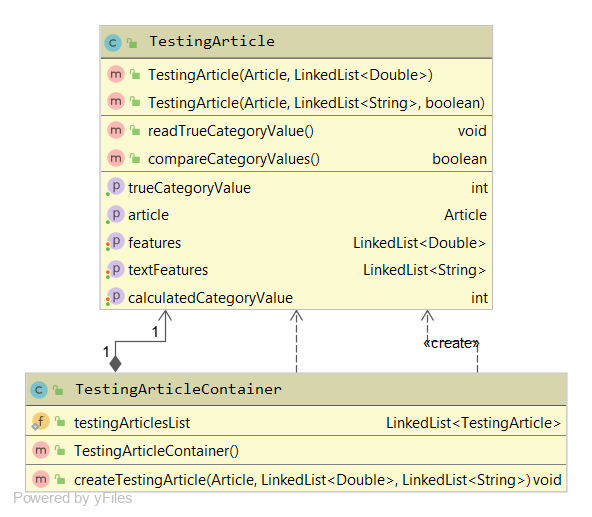 C TestingArticle
m TestingArticle(Article, LinkedList<Double>)
m TestingArticle(Article, LinkedList<String>, boolean)
m readTrueCategoryValue() void
m compareCategoryValues() boolean
p trueCategoryValue int
p article Article
p features LinkedList<Double>
p textFeatures LinkedList<String>
p calculatedCategoryValue int
1
1
«create»
C TestingArticleContainer
f testingArticlesList LinkedList<TestingArticle>
m TestingArticleContainer()
m createTestingArticle(Article, LinkedList<Double>, LinkedList<String>) void
Powered by yFiles